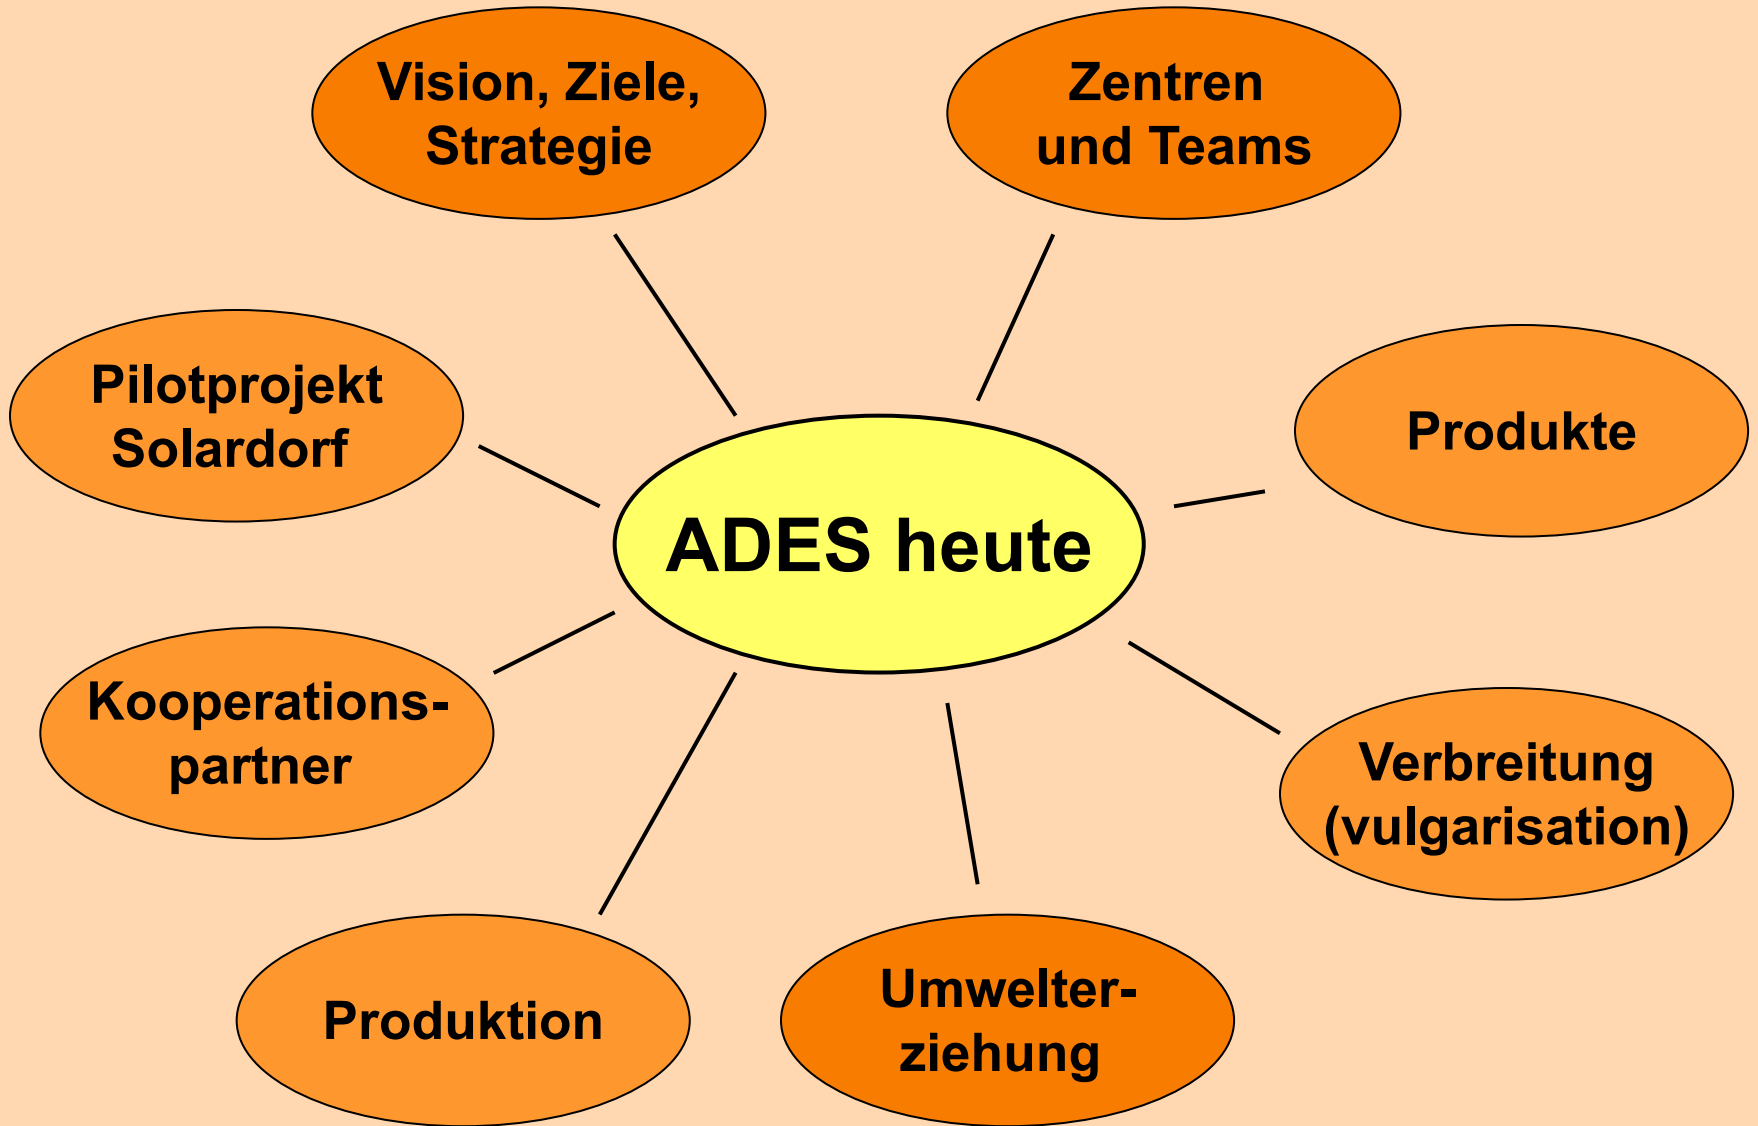 Vision, Ziele,
Strategie
Zentren
und Teams
Pilotprojekt
Solardorf
Produkte
ADES heute
Kooperations-
partner
Verbreitung
(vulgarisation)
Produktion
Umwelter-
ziehung